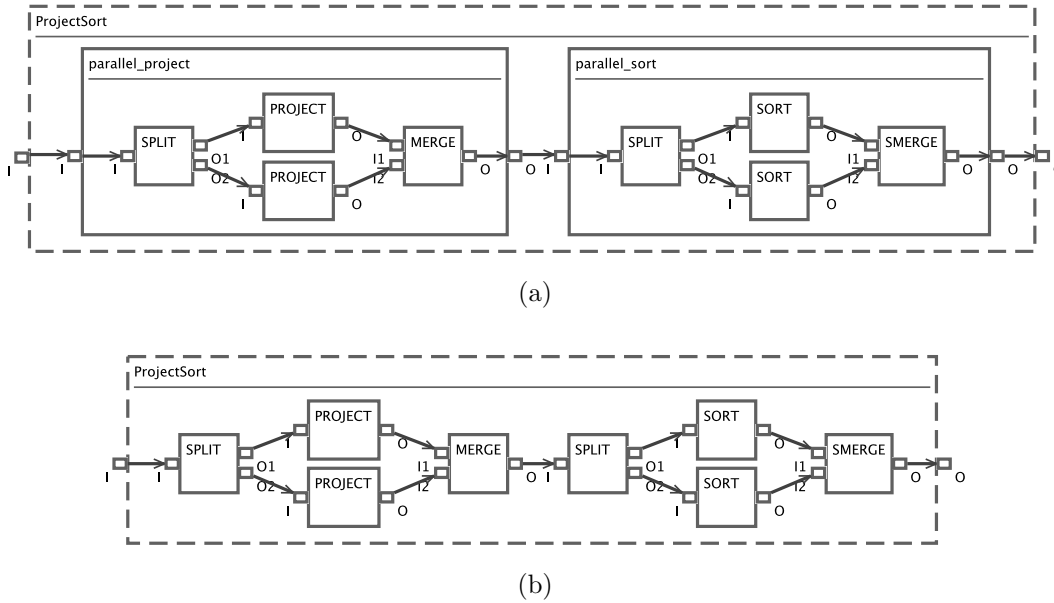 ProjectSort
parallel_project
parallel_sort
PROJECT
SORT
SPLIT
I
O
MERGE
SPLIT
I
O
SMERGE
O1
I1
O1
I1
I
I
I
O2
PROJECT
I2
O
O
I
I
O2
SORT
I2
O
O
O
I
O
I
O
(a)
ProjectSort
PROJECT
SORT
SPLIT
I
O
MERGE
SPLIT
I
O
SMERGE
O1
I1
O1
I1
I
I
O2
PROJECT
I2
O
I
O2
SORT
I2
O
O
I
O
I
O
(b)